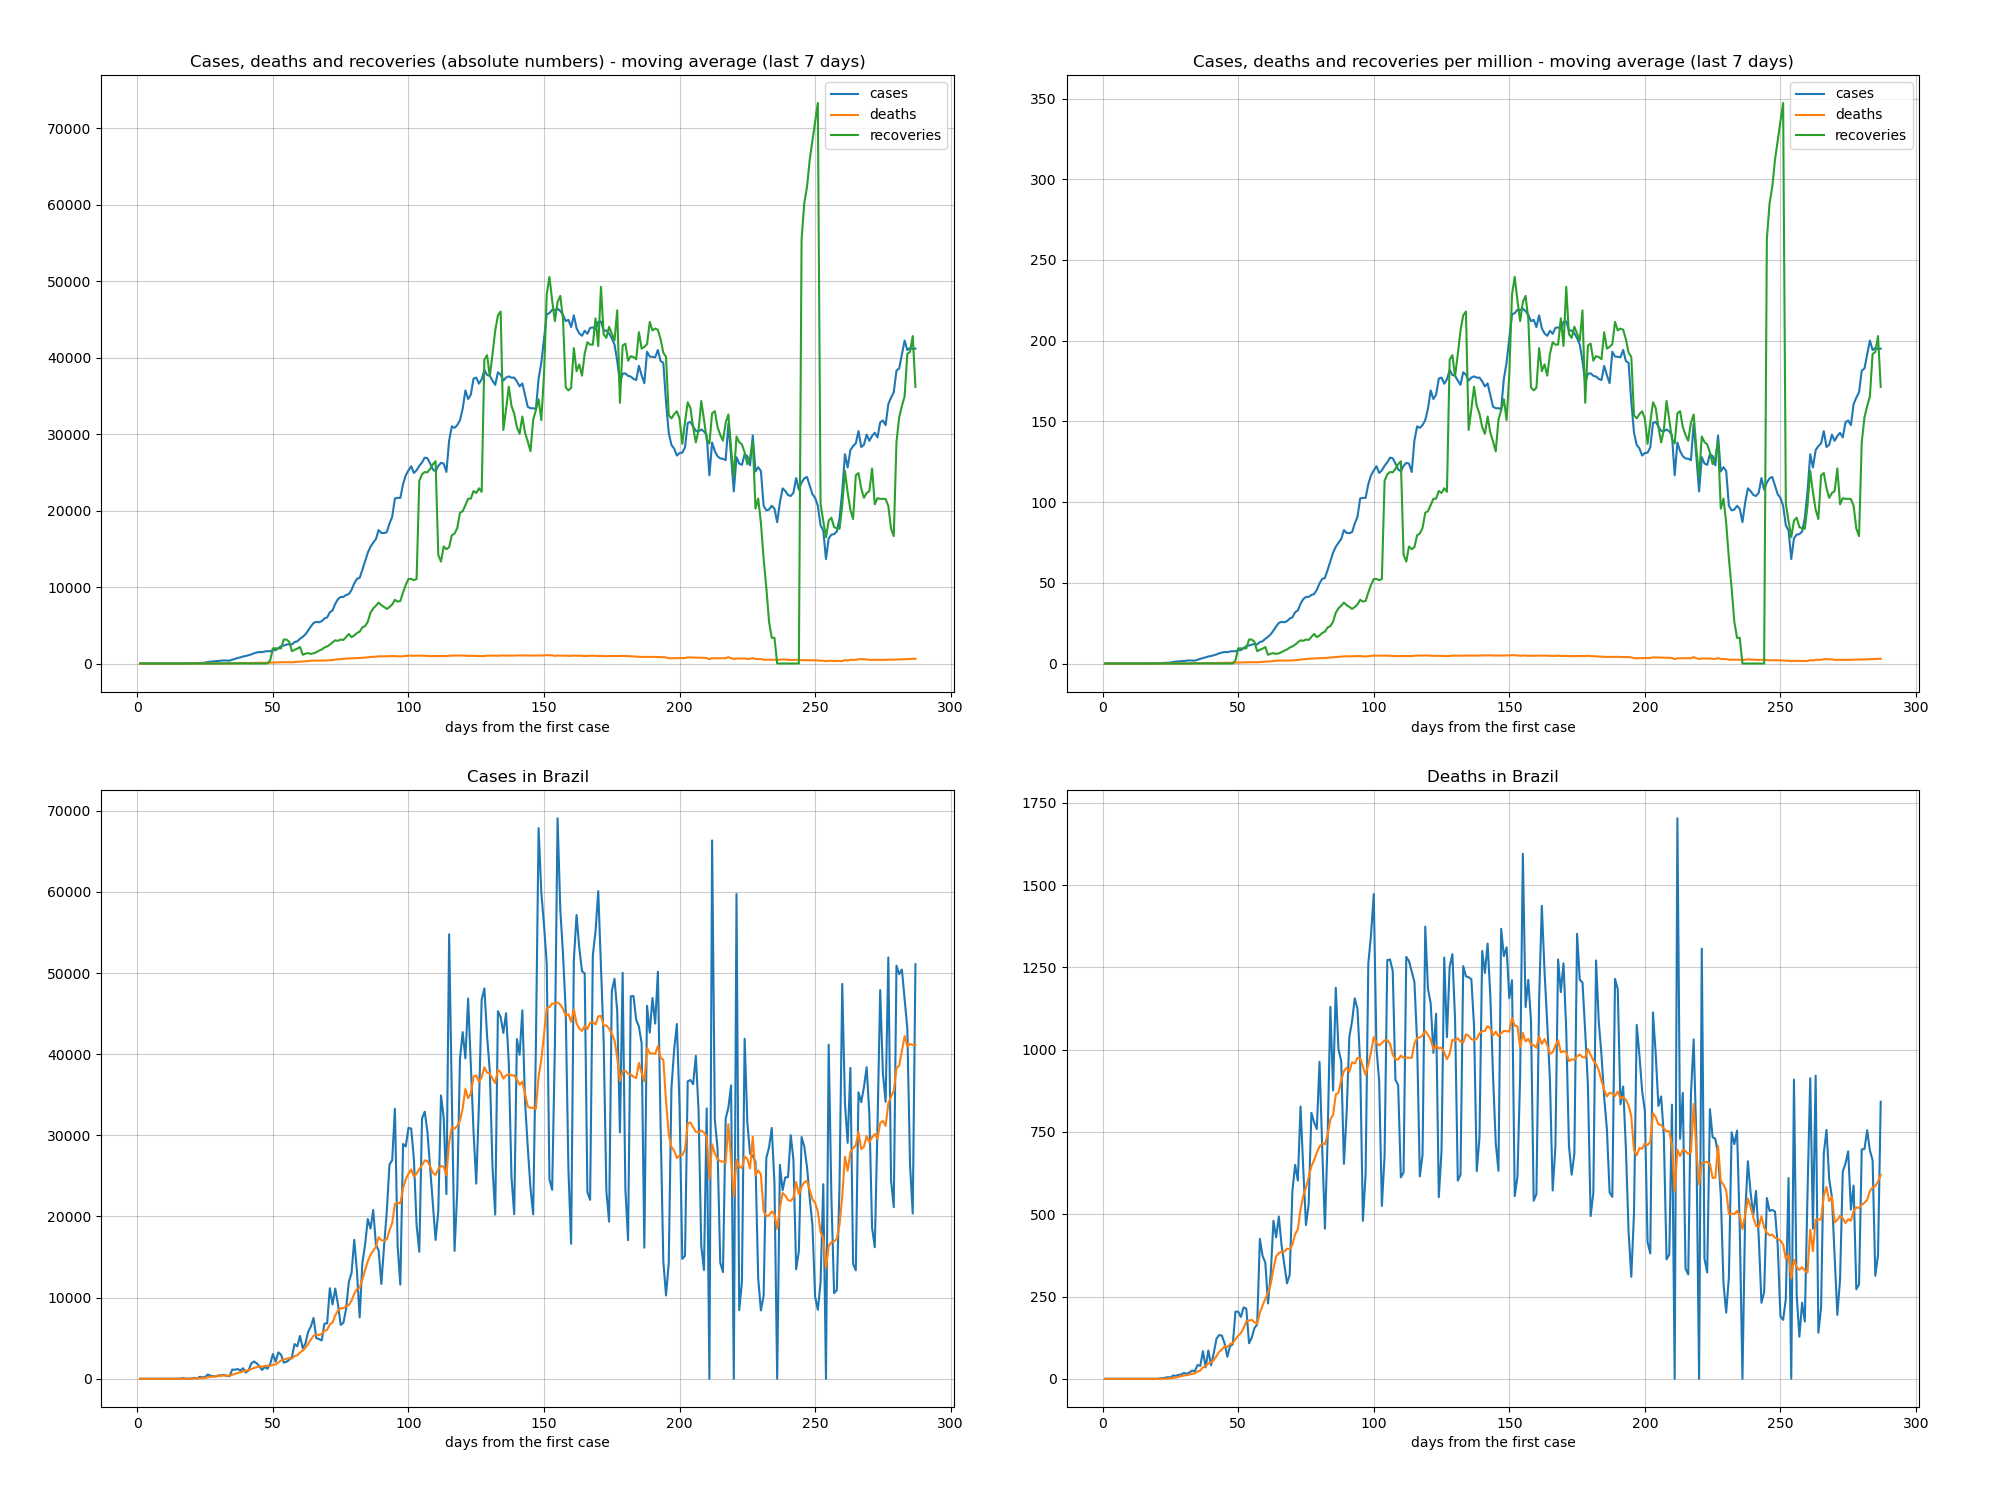 Cases, deaths and recoveries (absolute numbers) - moving average (last 7 days)
cases
deaths
recoveries
70000
60000
50000
40000
30000
20000
10000
0
0 50 100 150 200 250 300
days from the first case
Cases, deaths and recoveries per million - moving average (last 7 days)
cases
deaths
recoveries
350
300
250
200
150
100
50
0
0 50 100 150 200 250 300
days from the first case
Cases in Brazil
70000
60000
50000
40000
30000
20000
10000
0
0 50 100 150 200 250 300
days from the first case
Deaths in Brazil
1750
1500
1250
1000
750
500
250
0
0 50 100 150 200 250 300
days from the first case